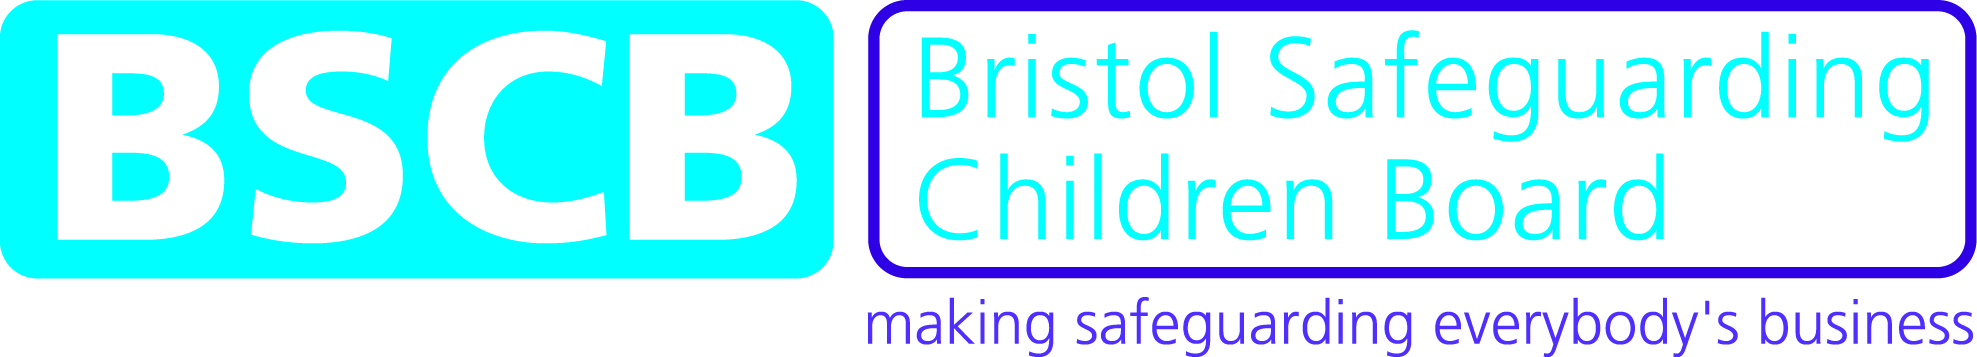 BSCB
Bristol Safeguarding
Children Board
making safeguarding everybody's business